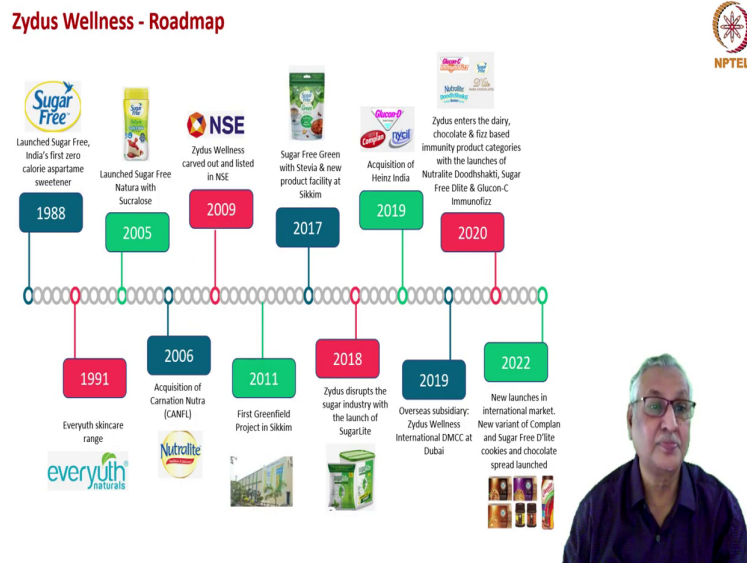 Zydus Wellness - Roadmap
NPTEL
Sugar
Free
Launched Sugar Free,
India's first zero
calorie aspartame
sweetener
1988
Launched Sugar Free
Natura with
Sucralose
2005
NSE
Zydus Wellness
carved out and listed
in NSE
2009
Sugar Free Green
with Stevia & new
product facility at
Sikkim
2017
Glucon-D
Complan
nycil
Acquisition of
Heinz India
2019
Zydus enters the dairy,
chocolate & fizz based
immunity product categories
with the launches of
Nutralite Doodhshakti, Sugar
Free Dlite & Glucon-C
Immunofizz
2020
1991
Everyuth skincare
range
everyuth
naturals
2006
Acquisition of
Carnation Nutra
(CANFL)
Nutralite
2011
First Greenfield
Project in Sikkim
2018
Zydus disrupts the
sugar industry with
the launch of
SugarLite
2019
Overseas subsidiary:
Zydus Wellness
International DMCC at
Dubai
2022
New launches in
international market.
New variant of Complan
and Sugar Free D'lite
cookies and chocolate
spread launched